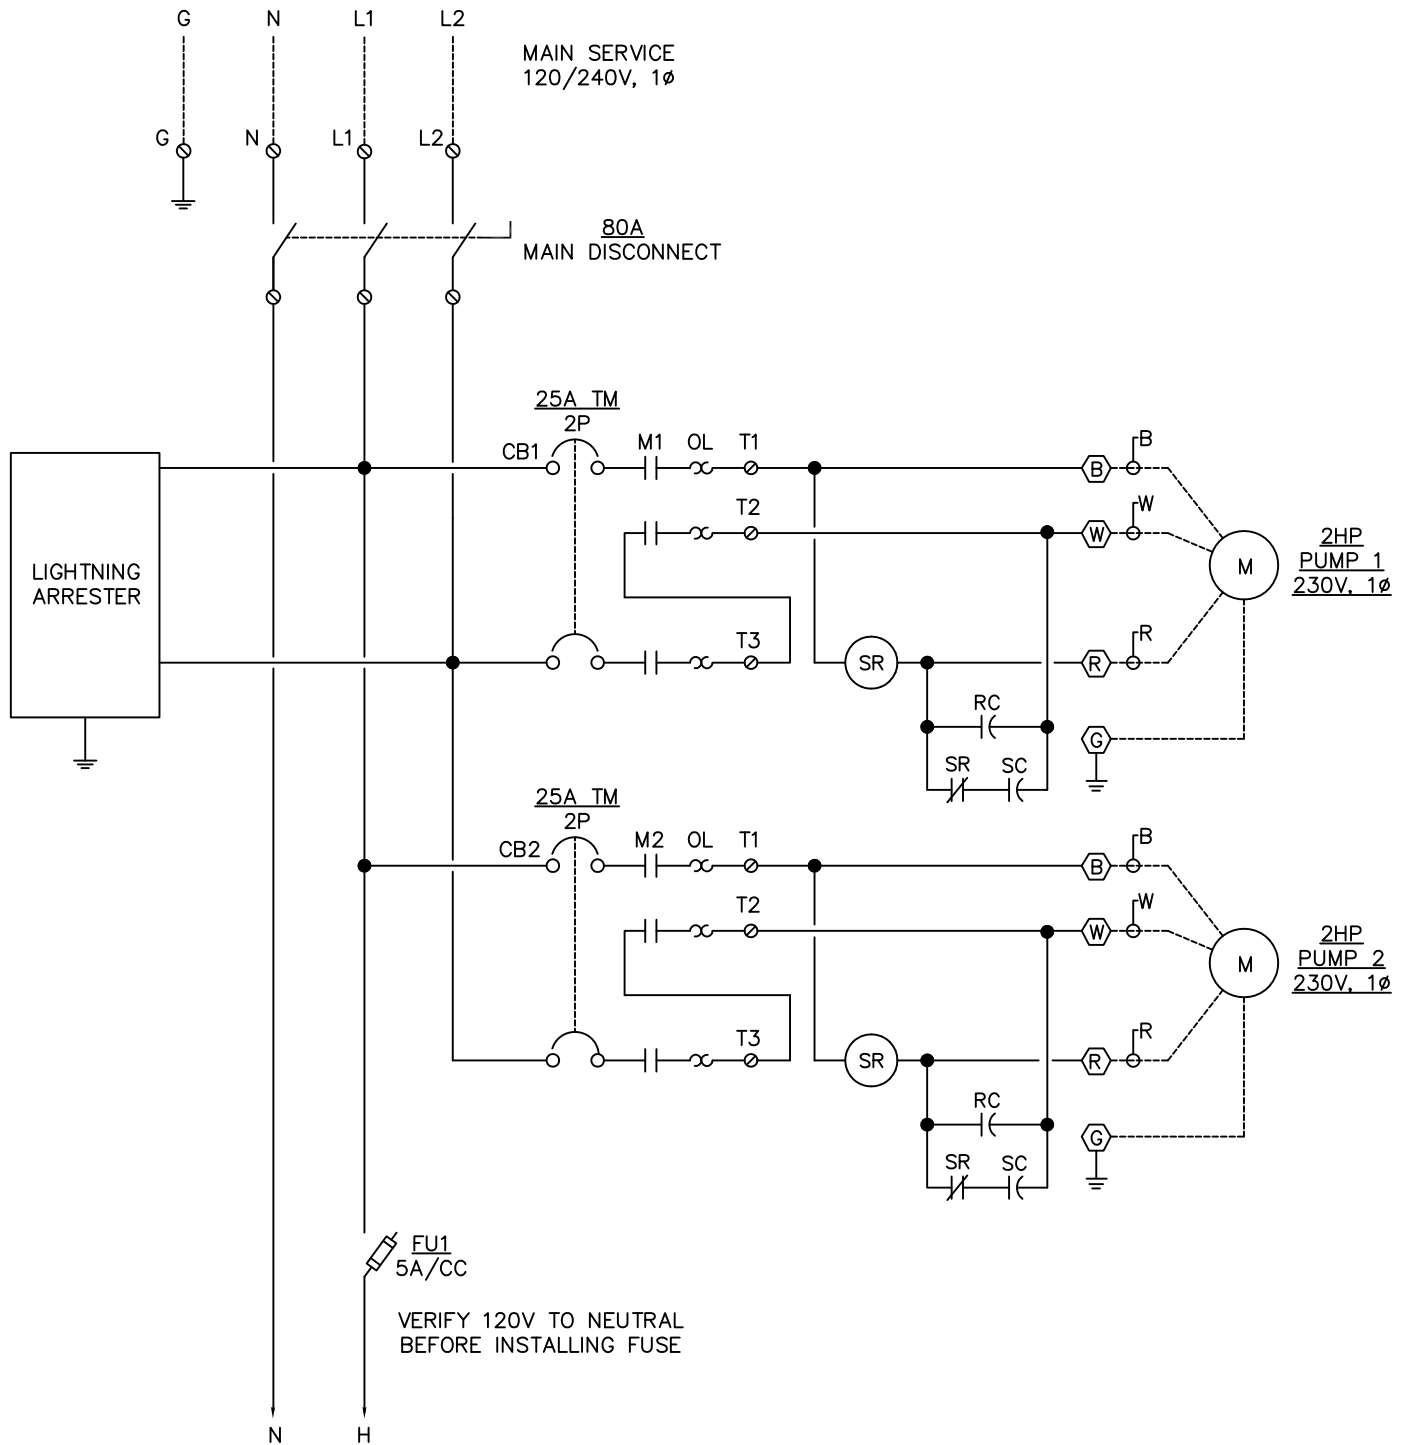 G N L1 L2
MAIN SERVICE
120/240V, 1ø
G N L1 L2
80A
MAIN DISCONNECT
25A TM
2P
CB1 M1 OL T1 B
B
T2 W
W
LIGHTNING
ARRESTER
M
2HP
PUMP 1
230V, 1ø
T3 R
SR R
RC
G
SR SC
25A TM
2P
CB2 M2 OL T1 B
B
T2 W
W
M
2HP
PUMP 2
230V, 1ø
T3 R
SR R
RC
G
SR SC
FU1
5A/CC
VERIFY 120V TO NEUTRAL
BEFORE INSTALLING FUSE
N H